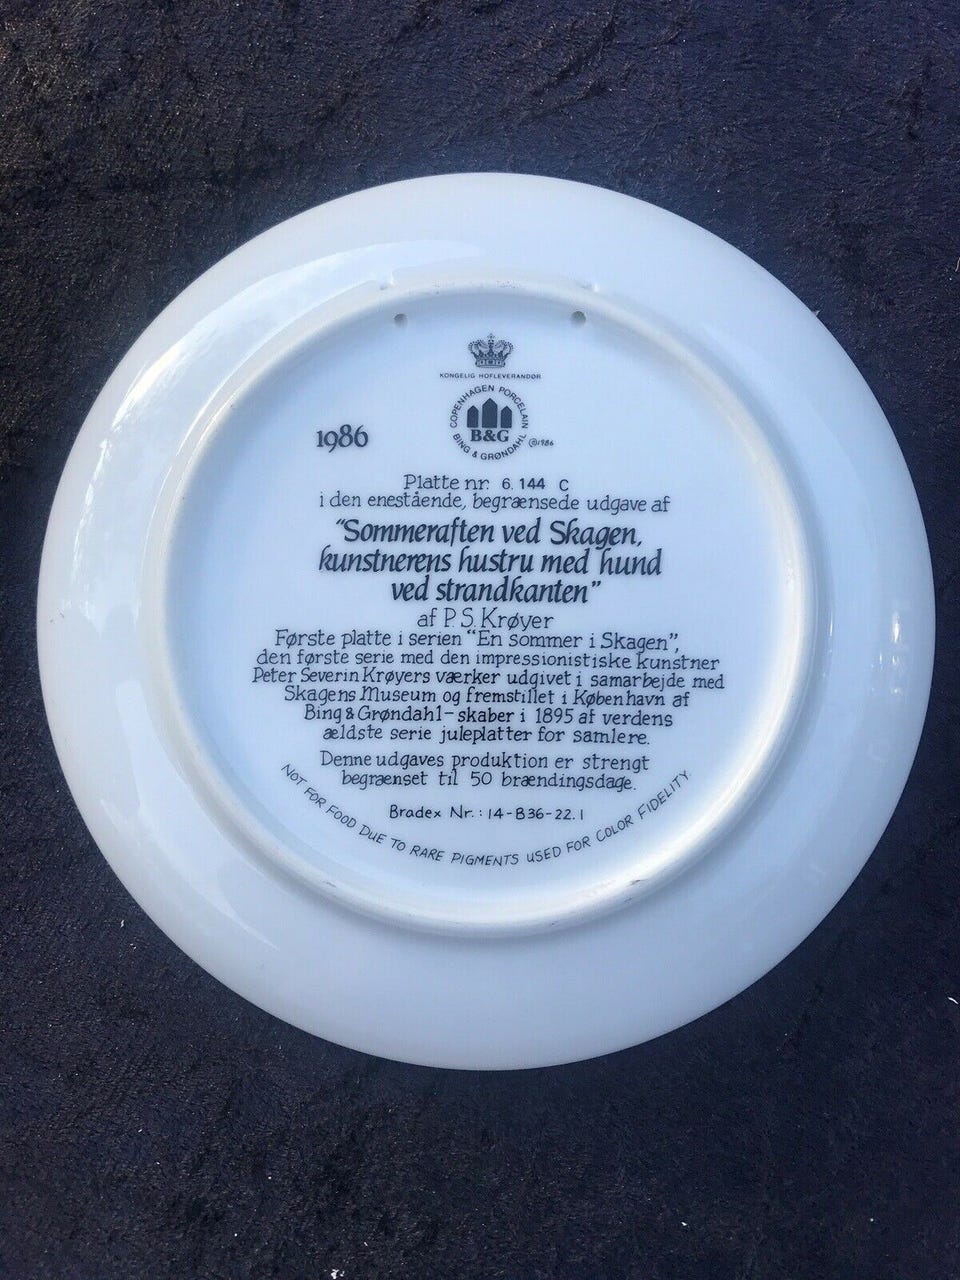 KONGELIG HOFLEVERANDØR
COPENHAGEN PORCELAIN
B&G
BING & GRØNDAHL
©1986
1986
Platte nr. 6.144 C
i den enestående, begrænsede udgave af
"Sommeraften ved Skagen,
kunstnerens hustru med hund
ved strandkanten"
af P.S. Krøyer
Første platte i serien "En sommer i Skagen",
den første serie med den impressionistiske kunstner
Peter Severin Krøyers værker udgivet i samarbejde med
Skagens Museum og fremstillet i København af
Bing & Grøndahl - skaber i 1895 af verdens
ældste serie juleplatter for samlere.
Denne udgaves produktion er strengt
begrænset til 50 brændingsdage.
Bradex Nr.: 14-B36-22.1
NOT FOR FOOD DUE TO RARE PIGMENTS USED FOR COLOR FIDELITY.